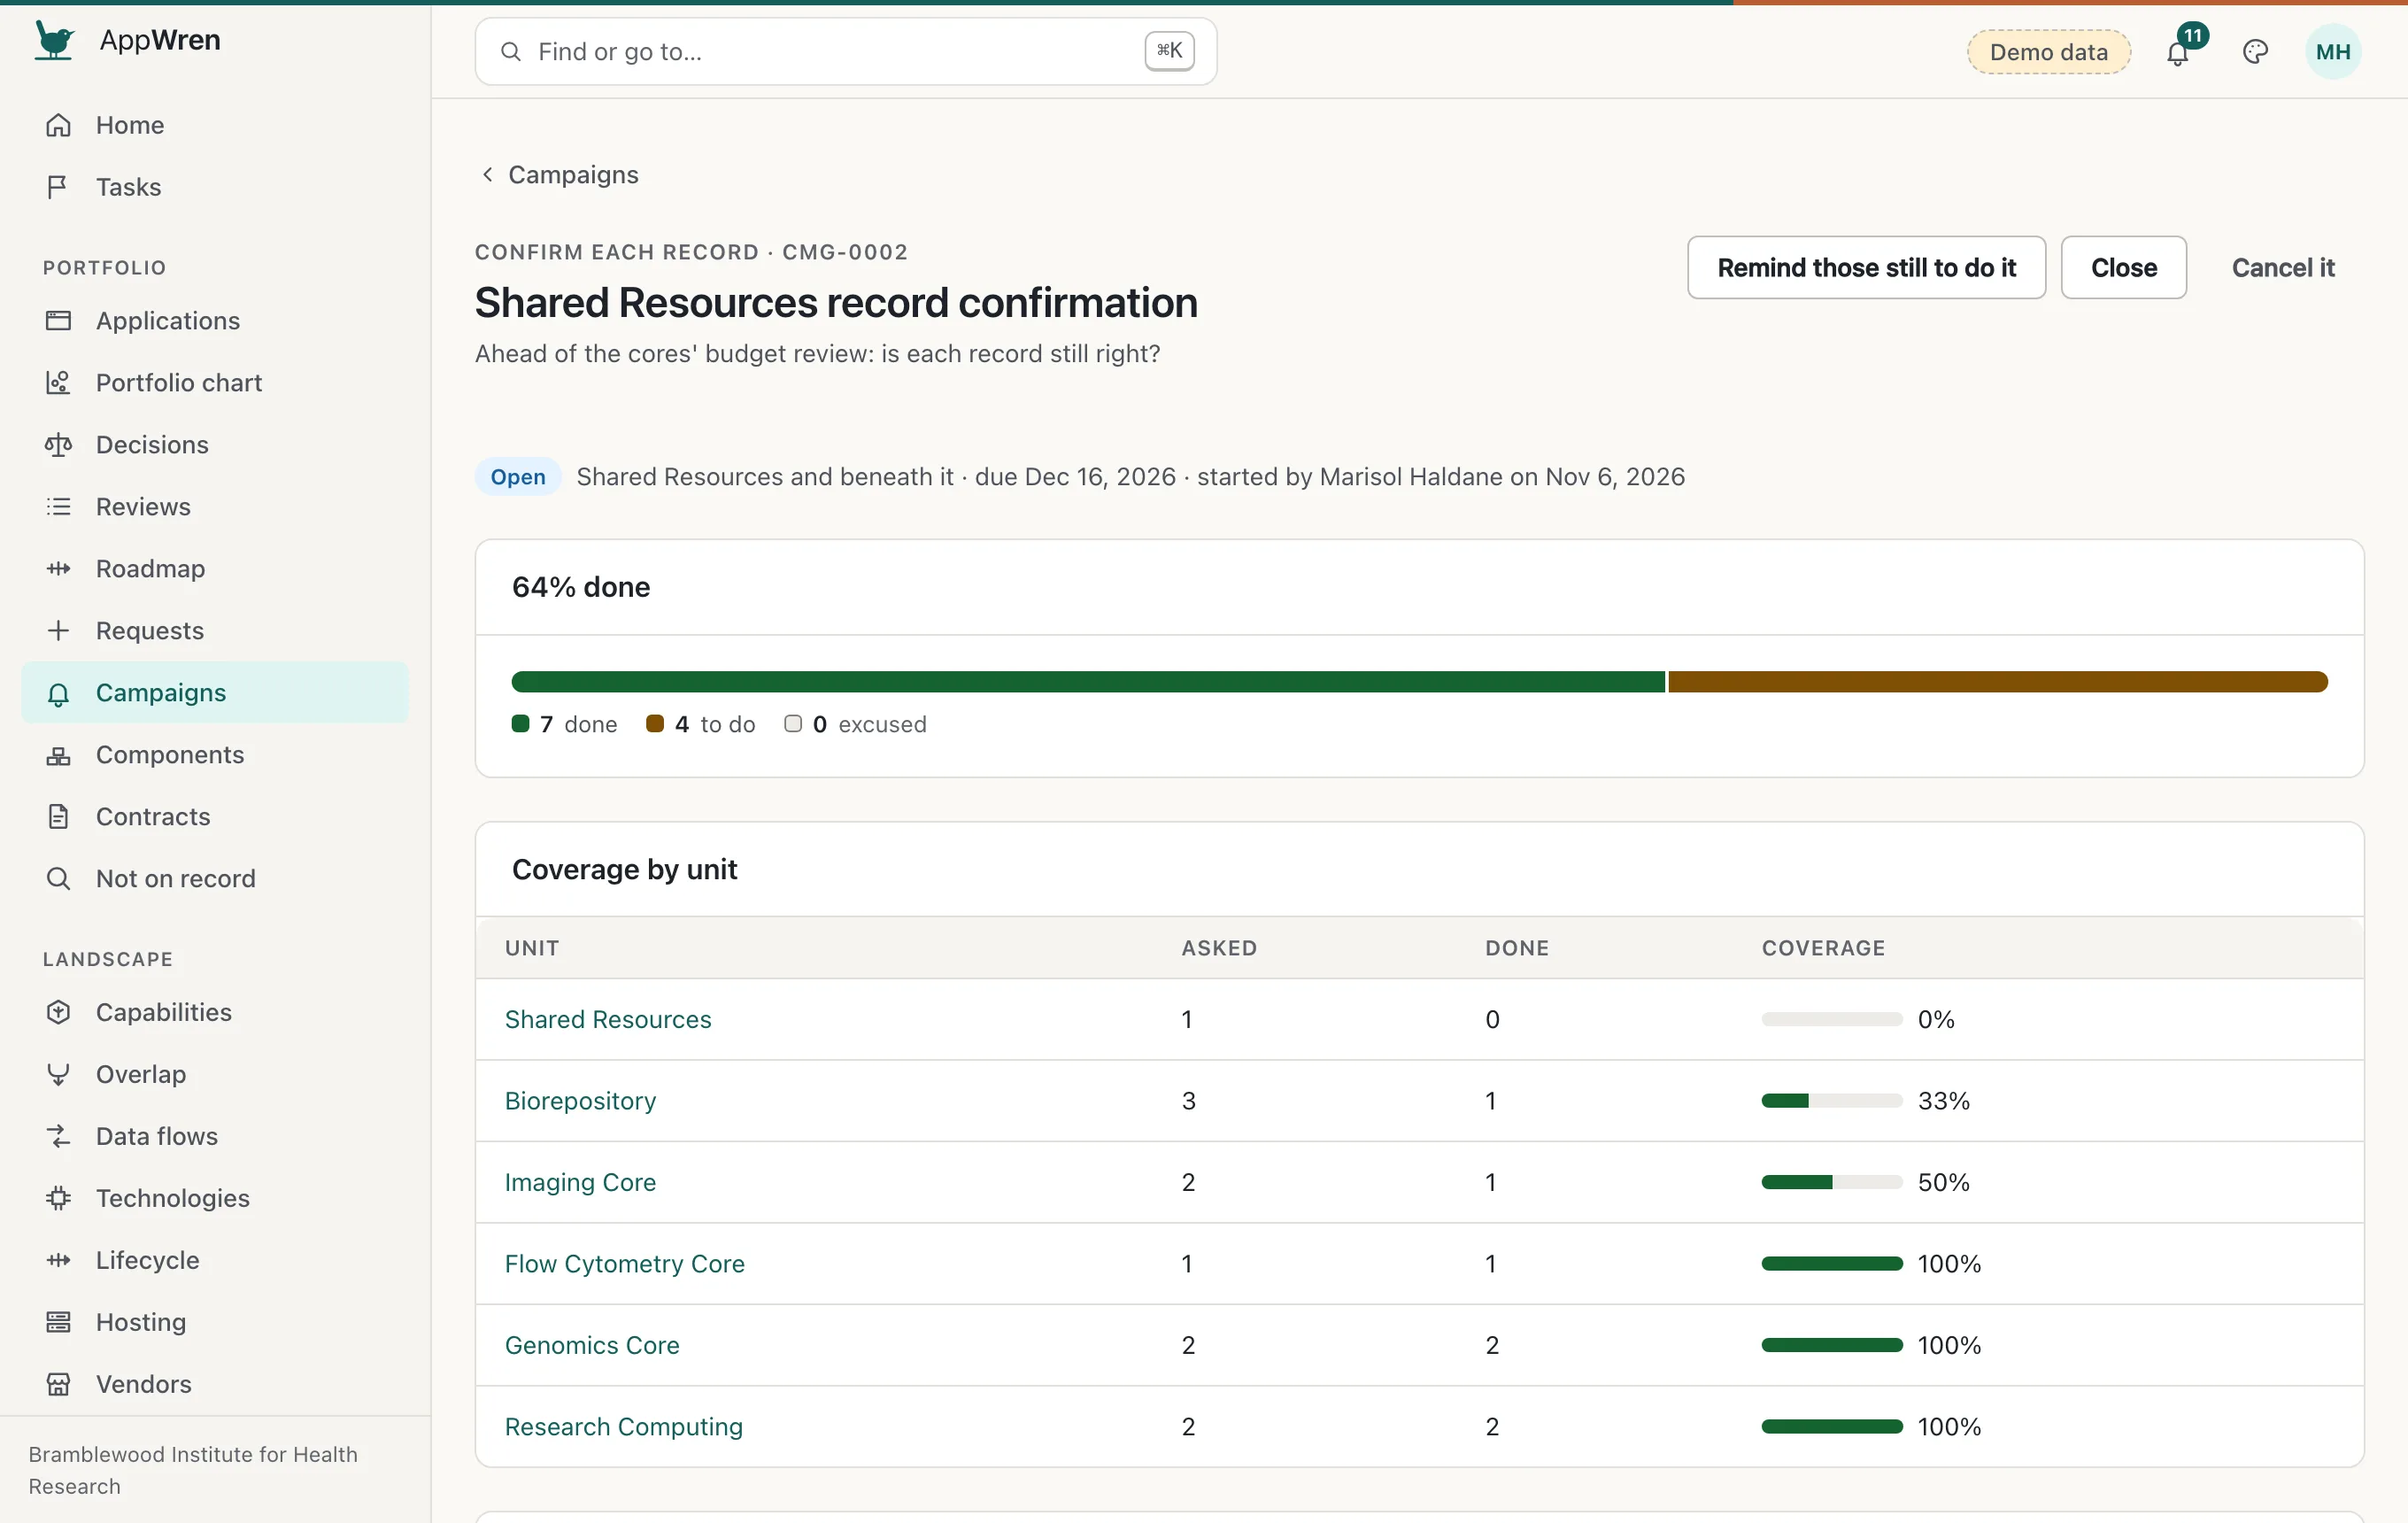 AppWren
Find or go to...
⌘K
Demo data
11
MH
Home
Tasks
PORTFOLIO
Applications
Portfolio chart
Decisions
Reviews
Roadmap
Requests
Campaigns
Components
Contracts
Not on record
LANDSCAPE
Capabilities
Overlap
Data flows
Technologies
Lifecycle
Hosting
Vendors
Bramblewood Institute for Health
Research
Campaigns
CONFIRM EACH RECORD · CMG-0002
Shared Resources record confirmation
Ahead of the cores' budget review: is each record still right?
Remind those still to do it
Close
Cancel it
Open Shared Resources and beneath it · due Dec 16, 2026 · started by Marisol Haldane on Nov 6, 2026
64% done
7 done 4 to do 0 excused
Coverage by unit
UNIT ASKED DONE COVERAGE
Shared Resources 1 0 0%
Biorepository 3 1 33%
Imaging Core 2 1 50%
Flow Cytometry Core 1 1 100%
Genomics Core 2 2 100%
Research Computing 2 2 100%